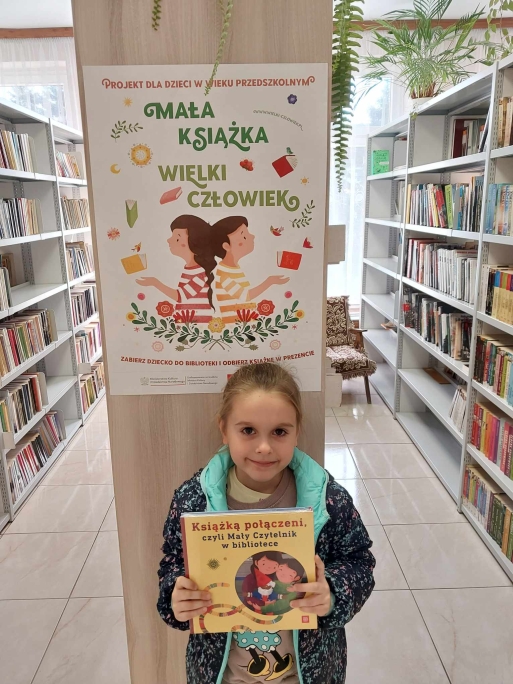 PROJEKT DLA DZIECI W WIEKU PRZEDSZKOLNYM
MAŁA
KSIĄŻKA
WIELKI
CZŁOWIEK
ZABIERZ DZIECKO DO BIBLIOTEKI I ODBIERZ KSIĄŻKĘ W PREZENCIE
Książką połączeni,
czyli Mały Czytelnik
w bibliotece